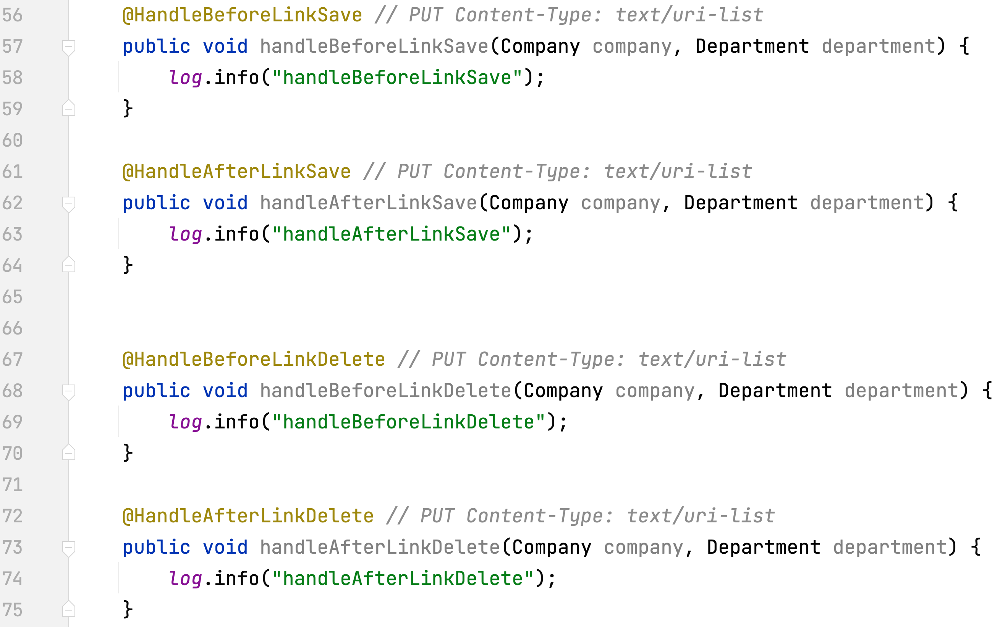 56 @HandleBeforeLinkSave // PUT Content-Type: text/uri-list
57 public void handleBeforeLinkSave(Company company, Department department) {
58 log.info("handleBeforeLinkSave");
59 }
60
61 @HandleAfterLinkSave // PUT Content-Type: text/uri-list
62 public void handleAfterLinkSave(Company company, Department department) {
63 log.info("handleAfterLinkSave");
64 }
65
66
67 @HandleBeforeLinkDelete // PUT Content-Type: text/uri-list
68 public void handleBeforeLinkDelete(Company company, Department department) {
69 log.info("handleBeforeLinkDelete");
70 }
71
72 @HandleAfterLinkDelete // PUT Content-Type: text/uri-list
73 public void handleAfterLinkDelete(Company company, Department department) {
74 log.info("handleAfterLinkDelete");
75 }